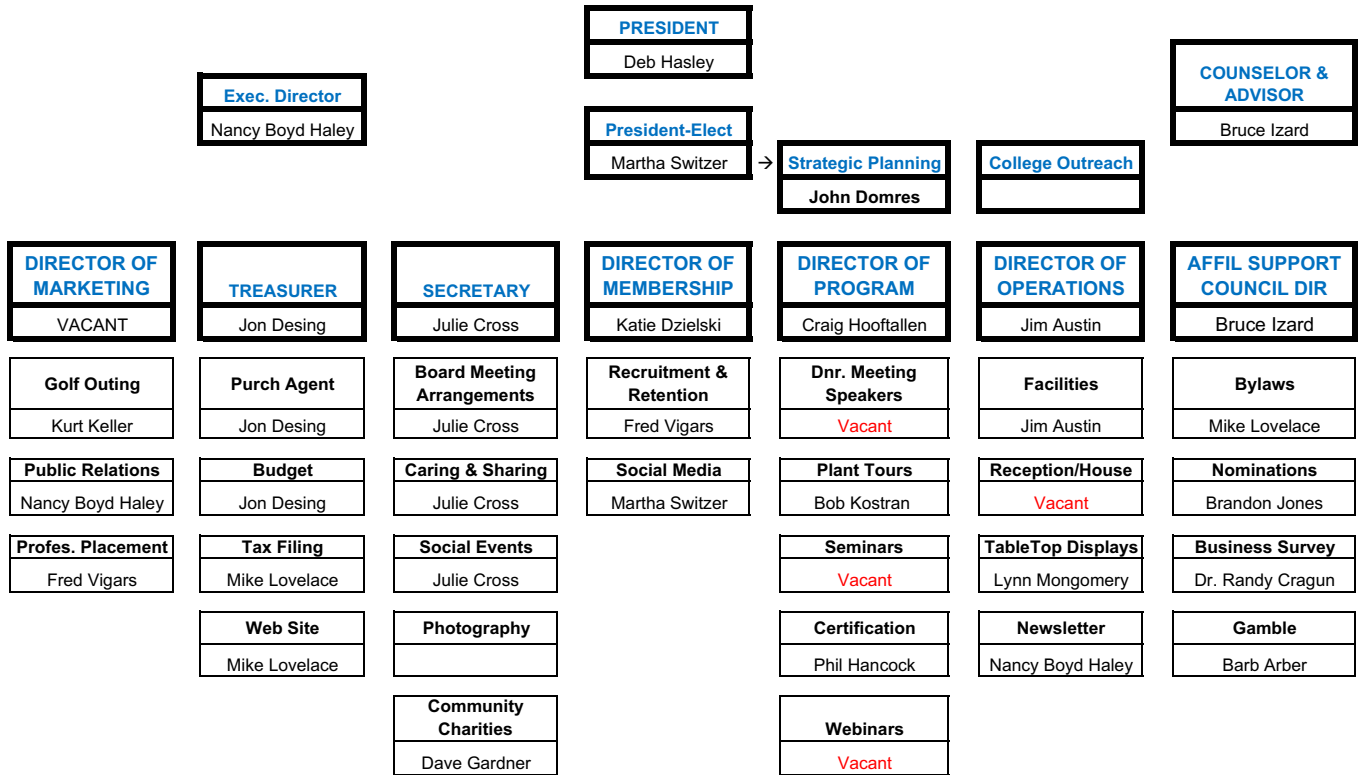 PRESIDENT
Deb Hasley
COUNSELOR &
ADVISOR
Bruce Izard
Exec. Director
Nancy Boyd Haley
President-Elect
Martha Switzer
→
Strategic Planning
John Domres
College Outreach
DIRECTOR OF
MARKETING
VACANT
TREASURER
Jon Desing
SECRETARY
Julie Cross
DIRECTOR OF
MEMBERSHIP
Katie Dzielski
DIRECTOR OF
PROGRAM
Craig Hooftallen
DIRECTOR OF
OPERATIONS
Jim Austin
AFFIL SUPPORT
COUNCIL DIR
Bruce Izard
Golf Outing
Kurt Keller
Purch Agent
Jon Desing
Board Meeting
Arrangements
Julie Cross
Recruitment &
Retention
Fred Vigars
Dnr. Meeting
Speakers
Vacant
Facilities
Jim Austin
Bylaws
Mike Lovelace
Public Relations
Nancy Boyd Haley
Budget
Jon Desing
Caring & Sharing
Julie Cross
Social Media
Martha Switzer
Plant Tours
Bob Kostran
Reception/House
Vacant
Nominations
Brandon Jones
Profes. Placement
Fred Vigars
Tax Filing
Mike Lovelace
Social Events
Julie Cross
Seminars
Vacant
TableTop Displays
Lynn Mongomery
Business Survey
Dr. Randy Cragun
Web Site
Mike Lovelace
Photography
Certification
Phil Hancock
Newsletter
Nancy Boyd Haley
Gamble
Barb Arber
Community
Charities
Dave Gardner
Webinars
Vacant